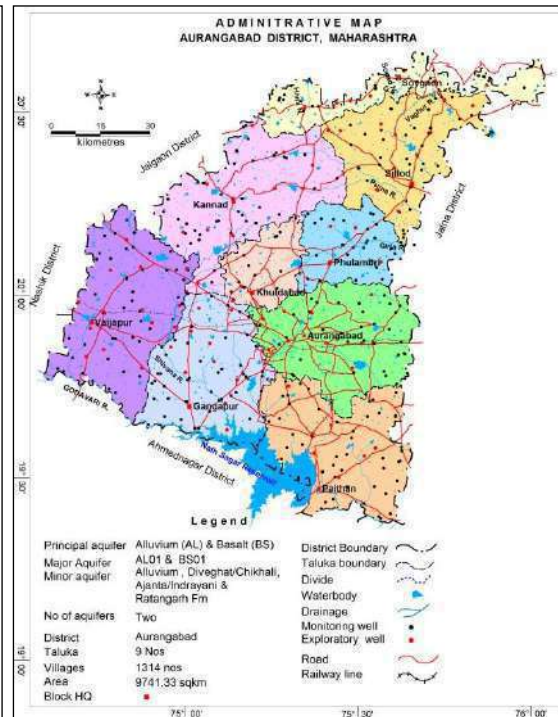 ADMINITRATIVE MAP
AURANGABAD DISTRICT, MAHARASHTRA
N
W E
S
0 15 30
kilometres
20°30'
20°00'
19°30'
19°00'
Jalgaon District
Nashik District
Jalna District
Ahmednagar District
Soygaon
Sillod
Kannad
Phulambri
Khuldabad
Vaijapur
Aurangabad
Gangapur
Paithan
Shivana R.
GODAVARI R.
Nath Sagar Reservoir
Legend
Principal aquifer Alluvium (AL) & Basalt (BS)
Major Aquifer AL01 & BS01
Minor aquifer Alluvium , Diveghat/Chikhali,
Ajanta/Indrayani &
Ratangarh Fm
No of aquifers Two
District Aurangabad
Taluka 9 Nos
Villages 1314 nos
Area 9741.33 sqkm
Block HQ
District Boundary
Taluka boundary
Divide
Waterbody
Drainage
Monitoring well
Exploratory well
Road
Railway line
75°00' 75°30' 76°00'